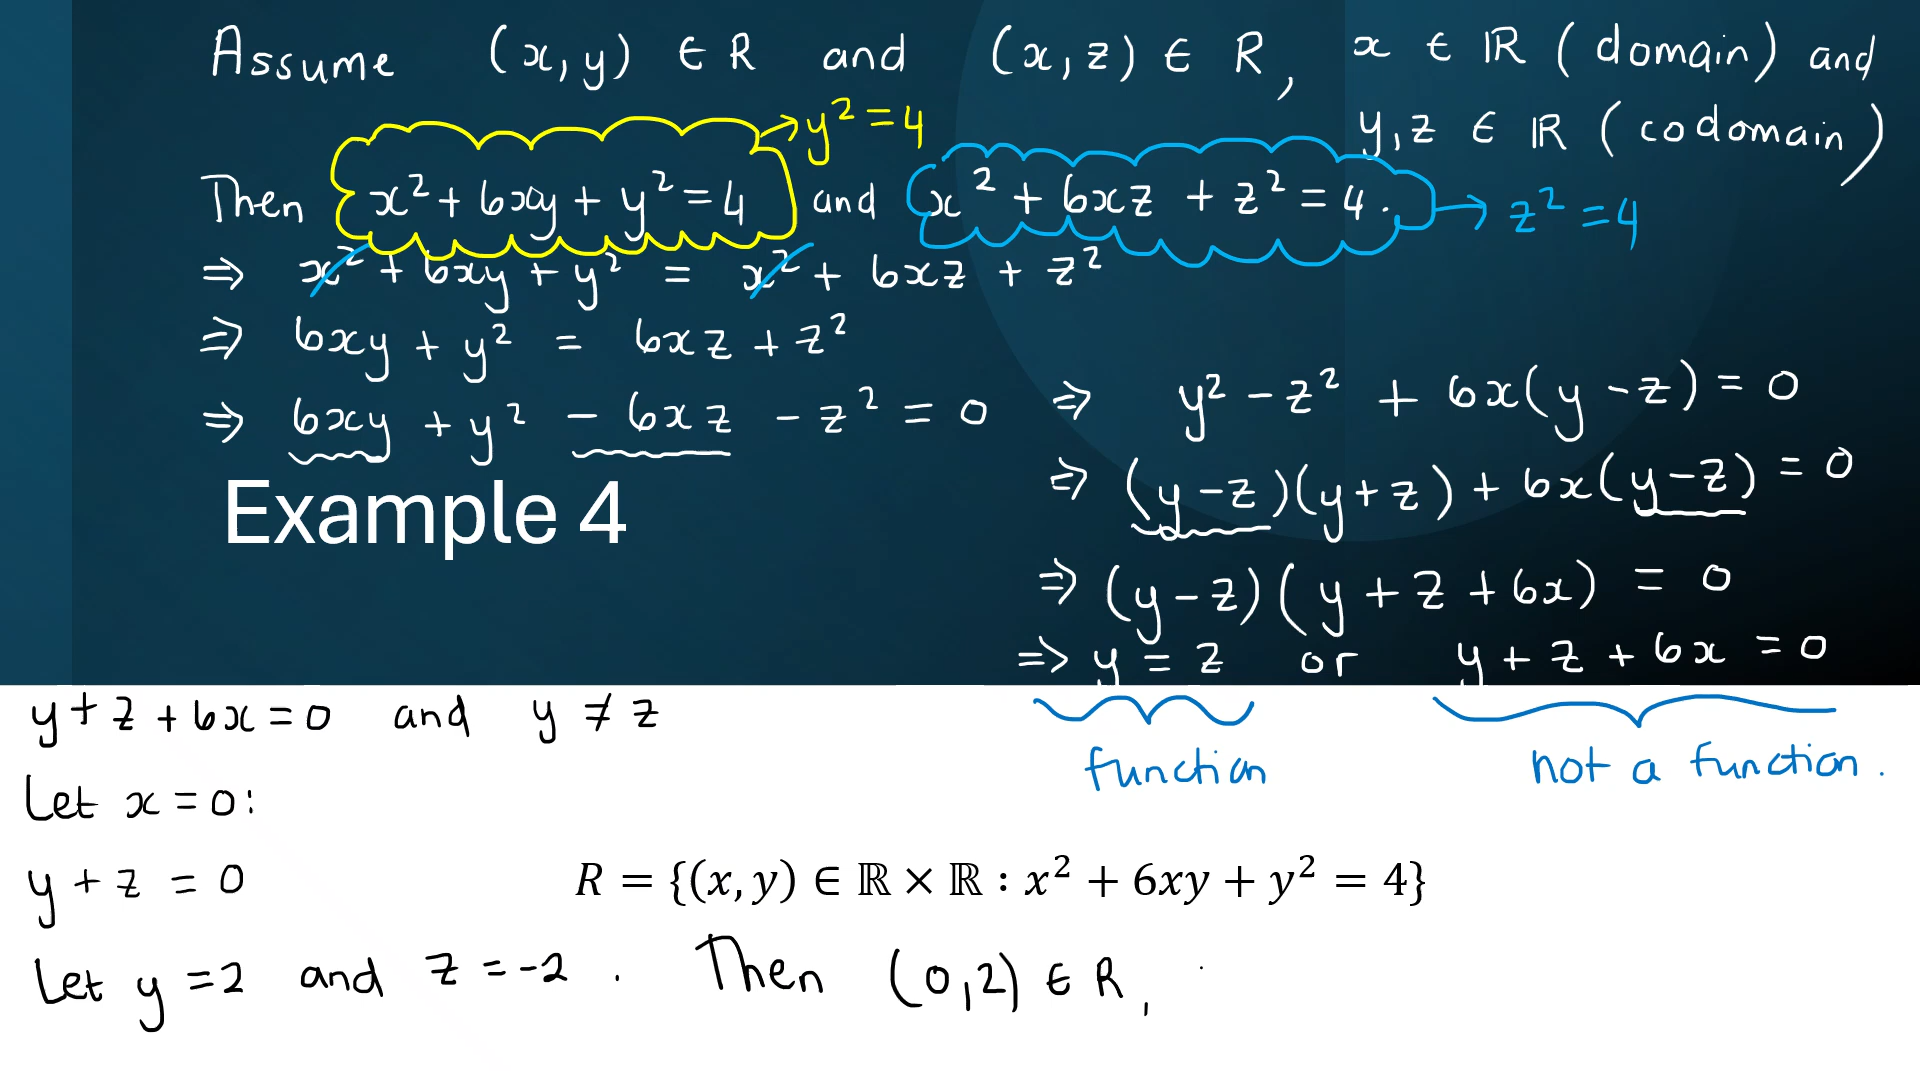 Assume (x,y) ∈ R and (x,z) ∈ R, x ∈ ℝ (domain) and
y,z ∈ ℝ (codomain)
→ y² = 4
Then x² + 6xy + y² = 4 and x² + 6xz + z² = 4. → z² = 4
⇒ x² + 6xy + y² = x² + 6xz + z²
⇒ 6xy + y² = 6xz + z²
⇒ 6xy + y² - 6xz - z² = 0
⇒ y² - z² + 6x(y - z) = 0
⇒ (y - z)(y + z) + 6x(y - z) = 0
⇒ (y - z)(y + z + 6x) = 0
⇒ y = z or y + z + 6x = 0
function not a function.
Example 4
y + z + 6x = 0 and y ≠ z
Let x = 0:
y + z = 0
R = {(x, y) ∈ ℝ × ℝ : x² + 6xy + y² = 4}
Let y = 2 and z = -2 . Then (0,2) ∈ R,